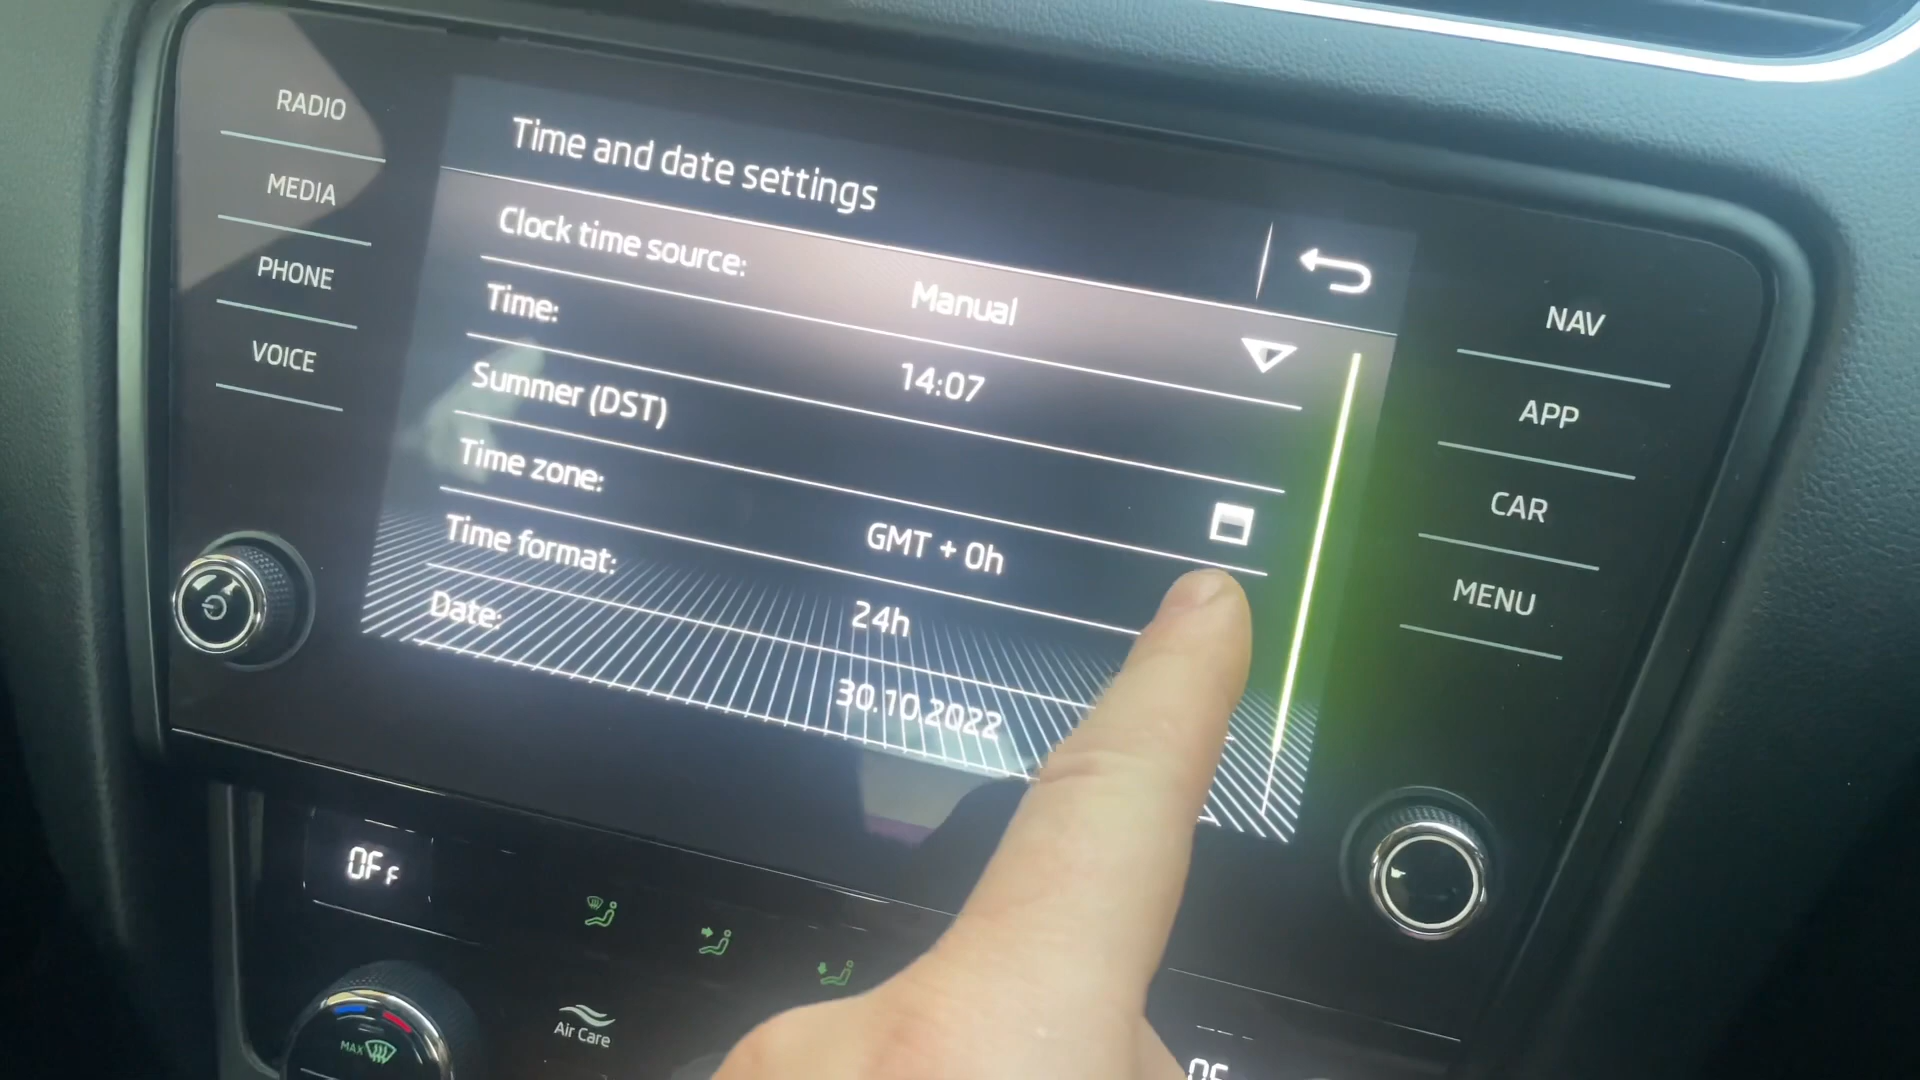 RADIO
MEDIA
PHONE
VOICE
Time and date settings
Clock time source:
Manual
Time:
14:07
Summer (DST)
Time zone:
GMT + 0h
Time format:
24h
Date:
30.10.2022
NAV
APP
CAR
MENU
OFF
Air Care
MAX